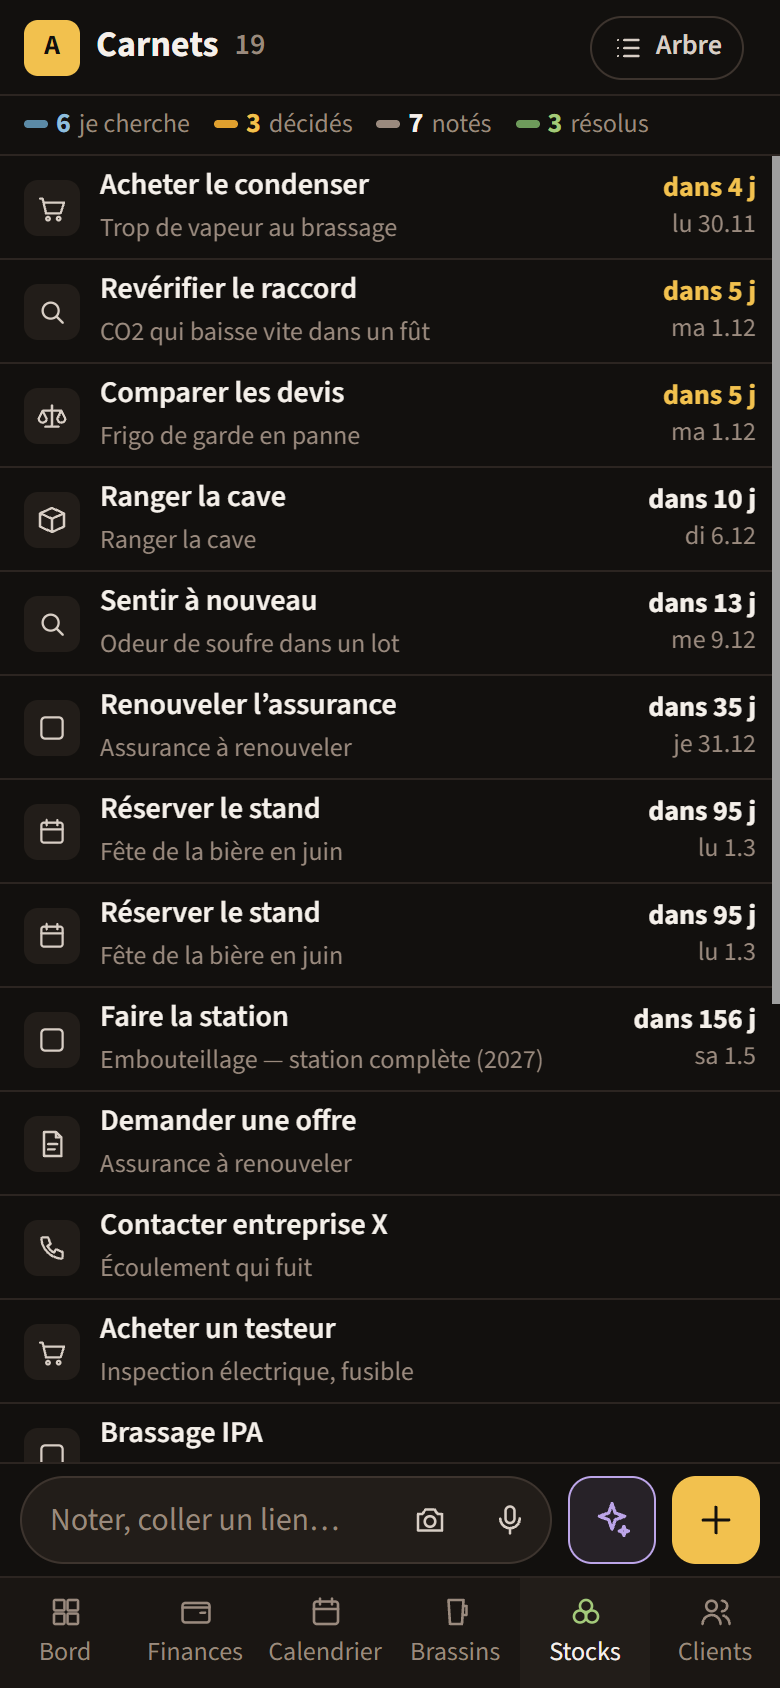 A Carnets 19 Arbre
6 je cherche 3 décidés 7 notés 3 résolus
Acheter le condenser dans 4 j
Trop de vapeur au brassage lu 30.11
Revérifier le raccord dans 5 j
CO2 qui baisse vite dans un fût ma 1.12
Comparer les devis dans 5 j
Frigo de garde en panne ma 1.12
Ranger la cave dans 10 j
Ranger la cave di 6.12
Sentir à nouveau dans 13 j
Odeur de soufre dans un lot me 9.12
Renouveler l’assurance dans 35 j
Assurance à renouveler je 31.12
Réserver le stand dans 95 j
Fête de la bière en juin lu 1.3
Réserver le stand dans 95 j
Fête de la bière en juin lu 1.3
Faire la station dans 156 j
Embouteillage — station complète (2027) sa 1.5
Demander une offre
Assurance à renouveler
Contacter entreprise X
Écoulement qui fuit
Acheter un testeur
Inspection électrique, fusible
Brassage IPA
Noter, coller un lien…
Bord Finances Calendrier Brassins Stocks Clients